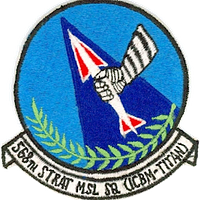 568TH STRAT MSL SQ (ICBM-TITAN)